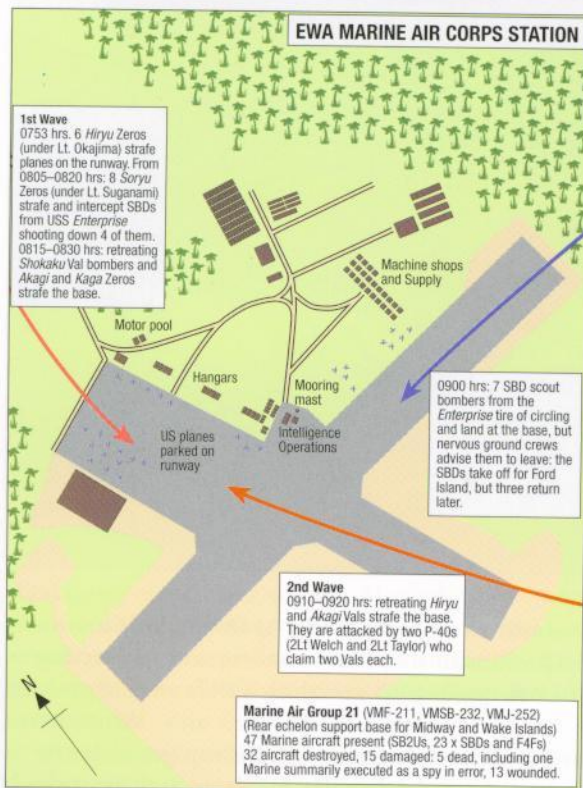 EWA MARINE AIR CORPS STATION
1st Wave
0753 hrs. 6 Hiryu Zeros
(under Lt. Okajima) strafe
planes on the runway. From
0805–0820 hrs: 8 Soryu
Zeros (under Lt. Suganami)
strafe and intercept SBDs
from USS Enterprise
shooting down 4 of them.
0815–0830 hrs: retreating
Shokaku Val bombers and
Akagi and Kaga Zeros
strafe the base.
Machine shops
and Supply
Motor pool
Hangars
Mooring
mast
Intelligence
Operations
US planes
parked on
runway
0900 hrs: 7 SBD scout
bombers from the
Enterprise tire of circling
and land at the base, but
nervous ground crews
advise them to leave: the
SBDs take off for Ford
Island, but three return
later.
2nd Wave
0910–0920 hrs: retreating Hiryu
and Akagi Vals strafe the base.
They are attacked by two P-40s
(2Lt Welch and 2Lt Taylor) who
claim two Vals each.
N
Marine Air Group 21 (VMF-211, VMSB-232, VMJ-252)
(Rear echelon support base for Midway and Wake Islands)
47 Marine aircraft present (SB2Us, 23 x SBDs and F4Fs)
32 aircraft destroyed, 15 damaged: 5 dead, including one
Marine summarily executed as a spy in error, 13 wounded.